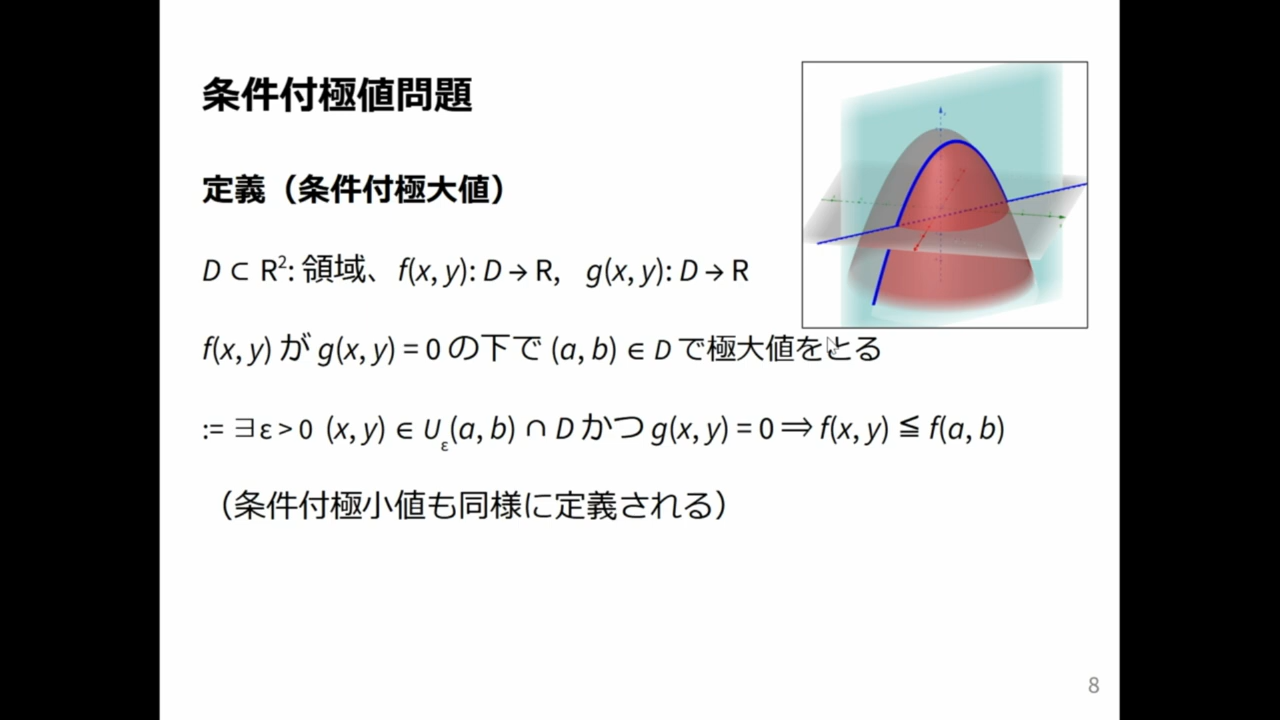 条件付極値問題
定義（条件付極大値）
D ⊂ R²: 領域、f(x, y): D → R,   g(x, y): D → R
f(x, y) が g(x, y) = 0 の下で (a, b) ∈ D で極大値をとる
:= ∃ε > 0  (x, y) ∈ U_ε(a, b) ∩ D かつ g(x, y) = 0 ⇒ f(x, y) ≦ f(a, b)
（条件付極小値も同様に定義される）
8